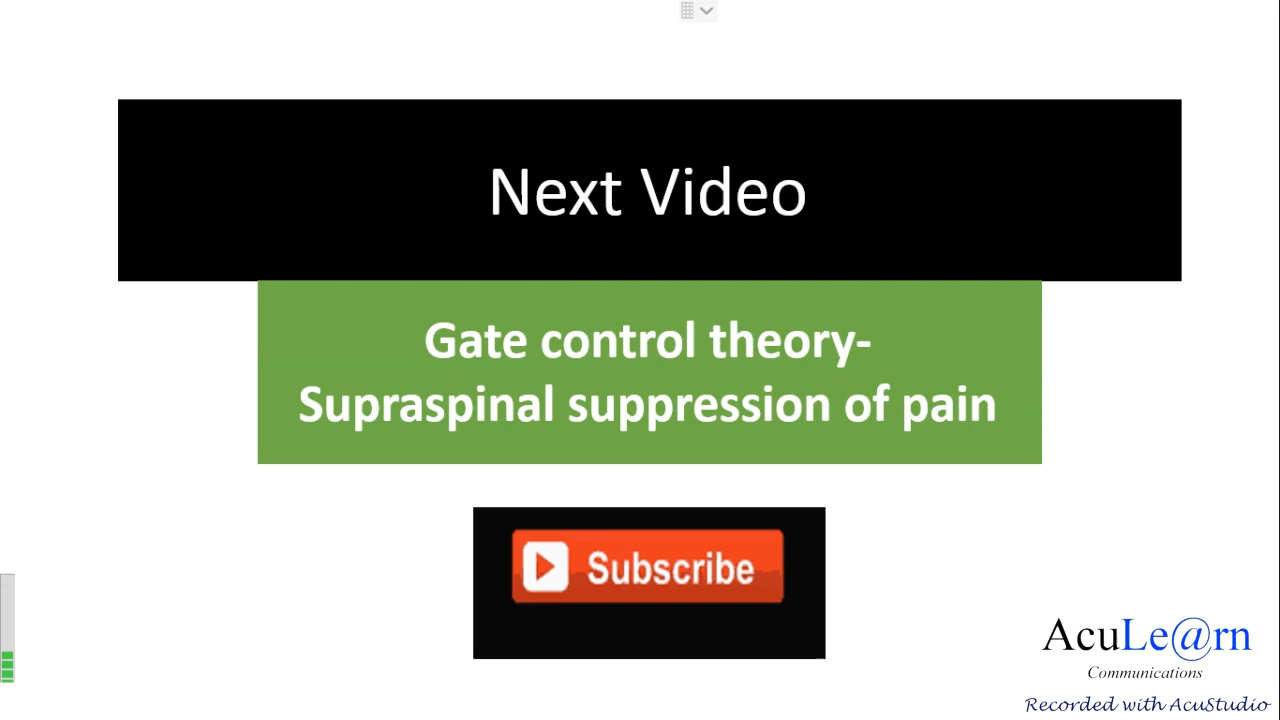 Next Video
Gate control theory-
Supraspinal suppression of pain
Subscribe
AcuLe@rn
Communications
Recorded with AcuStudio